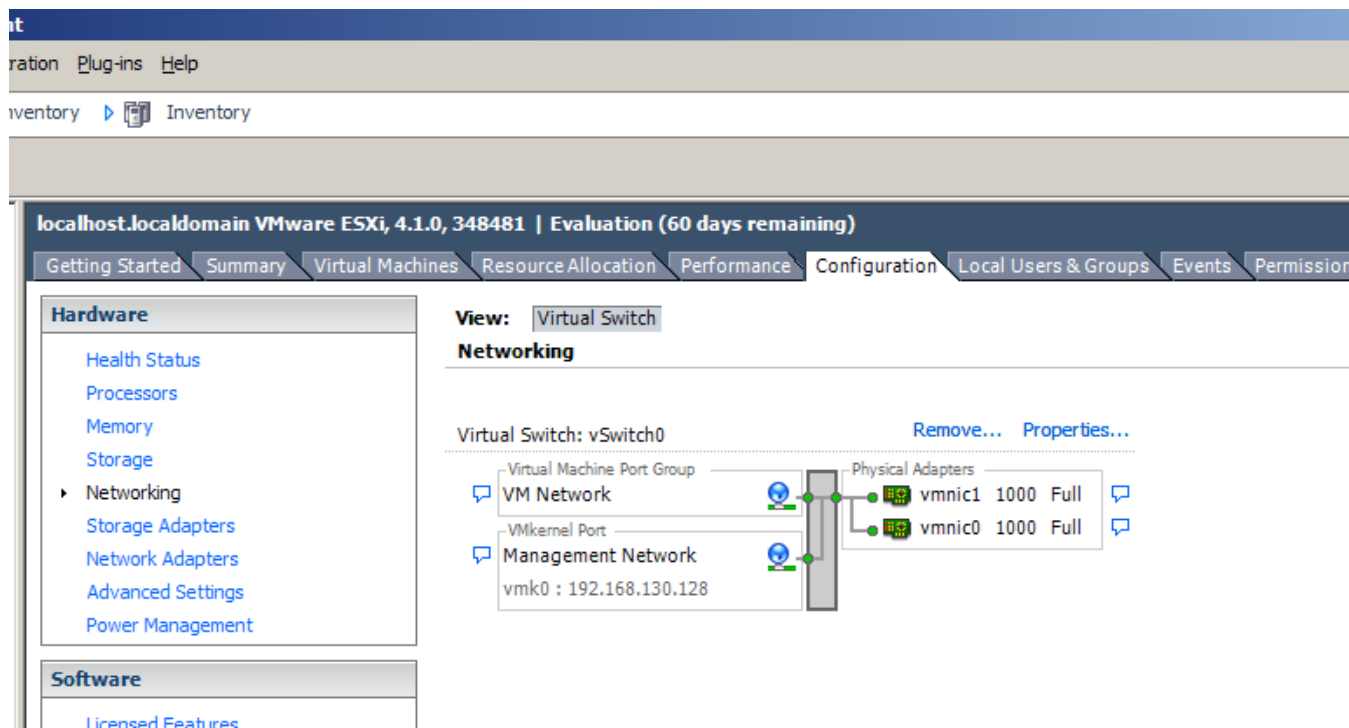 nt
ration Plug-ins Help
nventory Inventory
localhost.localdomain VMware ESXi, 4.1.0, 348481 | Evaluation (60 days remaining)
Getting Started Summary Virtual Machines Resource Allocation Performance Configuration Local Users & Groups Events Permission
Hardware
Health Status
Processors
Memory
Storage
Networking
Storage Adapters
Network Adapters
Advanced Settings
Power Management
Software
Licensed Features
View: Virtual Switch
Networking
Virtual Switch: vSwitch0 Remove... Properties...
Virtual Machine Port Group
VM Network
VMkernel Port
Management Network
vmk0 : 192.168.130.128
Physical Adapters
vmnic1 1000 Full
vmnic0 1000 Full